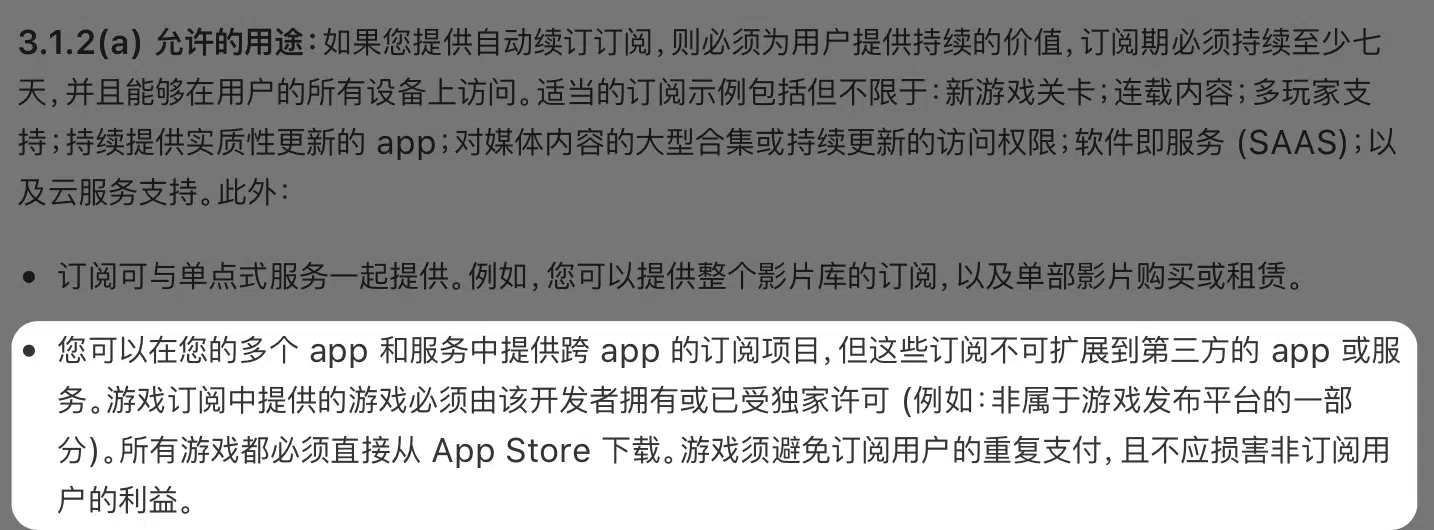 3.1.2(a) 允许的用途：如果您提供自动续订订阅，则必须为用户提供持续的价值，订阅期必须持续至少七
天，并且能够在用户的所有设备上访问。适当的订阅示例包括但不限于：新游戏关卡；连载内容；多玩家支
持；持续提供实质性更新的 app；对媒体内容的大型合集或持续更新的访问权限；软件即服务 (SAAS)；以
及云服务支持。此外：
• 订阅可与单点式服务一起提供。例如，您可以提供整个影片库的订阅，以及单部影片购买或租赁。
• 您可以在您的多个 app 和服务中提供跨 app 的订阅项目，但这些订阅不可扩展到第三方的 app 或服
务。游戏订阅中提供的游戏必须由该开发者拥有或已受独家许可 (例如：非属于游戏发布平台的一部
分)。所有游戏都必须直接从 App Store 下载。游戏须避免订阅用户的重复支付，且不应损害非订阅用
户的利益。